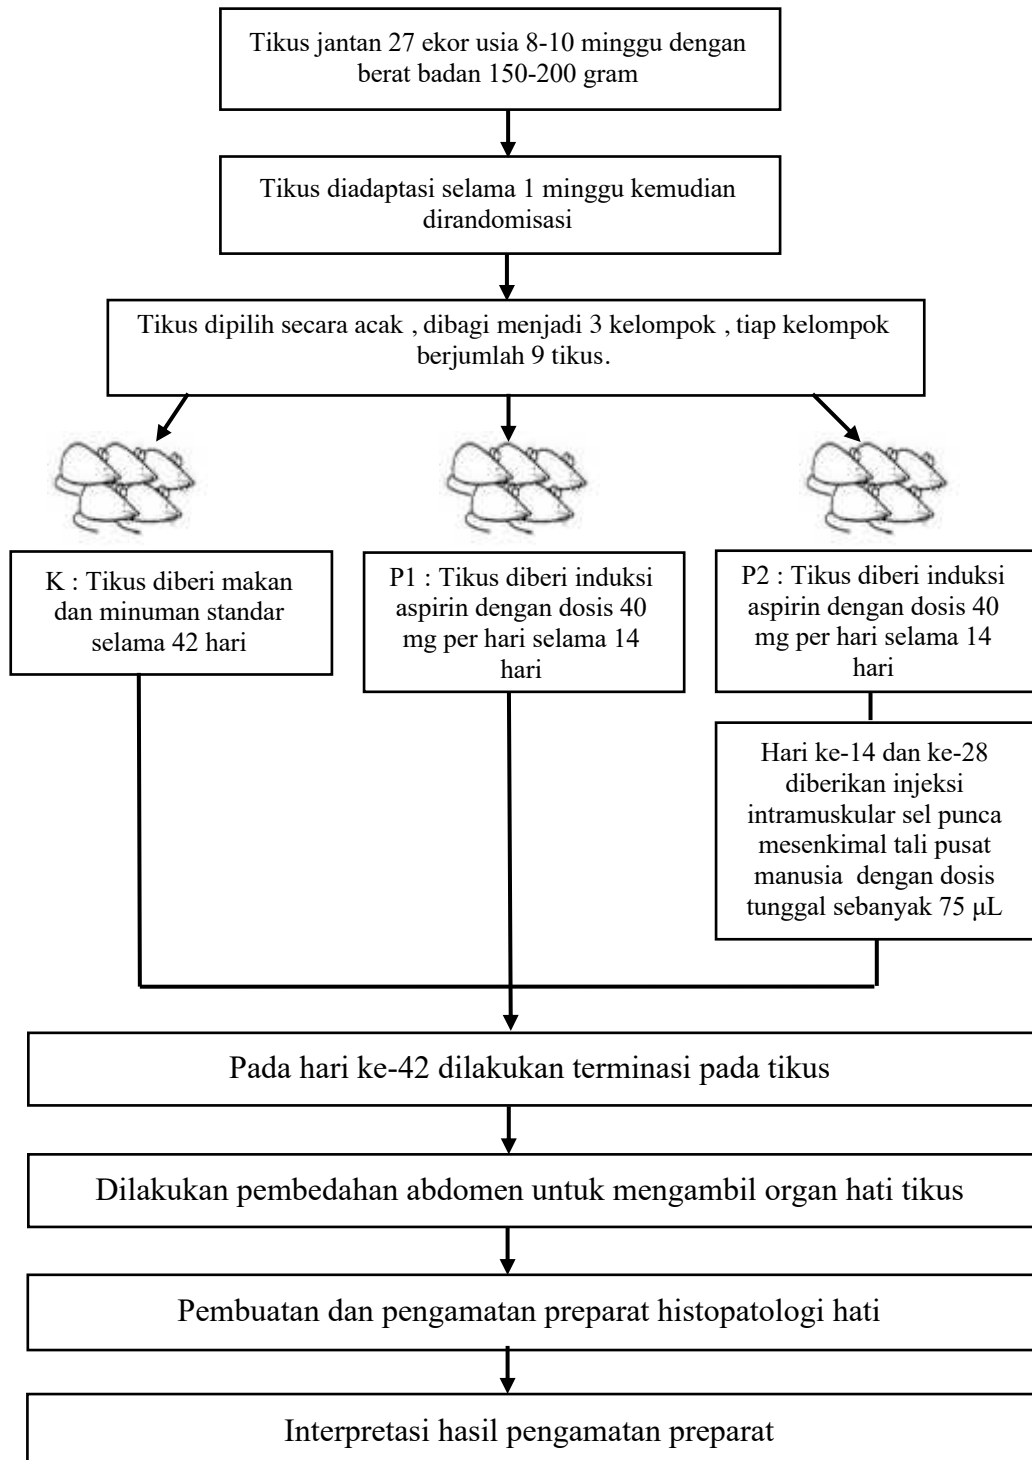 Tikus jantan 27 ekor usia 8-10 minggu dengan
berat badan 150-200 gram
Tikus diadaptasi selama 1 minggu kemudian
dirandomisasi
Tikus dipilih secara acak , dibagi menjadi 3 kelompok , tiap kelompok
berjumlah 9 tikus.
K : Tikus diberi makan
dan minuman standar
selama 42 hari
P1 : Tikus diberi induksi
aspirin dengan dosis 40
mg per hari selama 14
hari
P2 : Tikus diberi induksi
aspirin dengan dosis 40
mg per hari selama 14
hari
Hari ke-14 dan ke-28
diberikan injeksi
intramuskular sel punca
mesenkimal tali pusat
manusia  dengan dosis
tunggal sebanyak 75 μL
Pada hari ke-42 dilakukan terminasi pada tikus
Dilakukan pembedahan abdomen untuk mengambil organ hati tikus
Pembuatan dan pengamatan preparat histopatologi hati
Interpretasi hasil pengamatan preparat